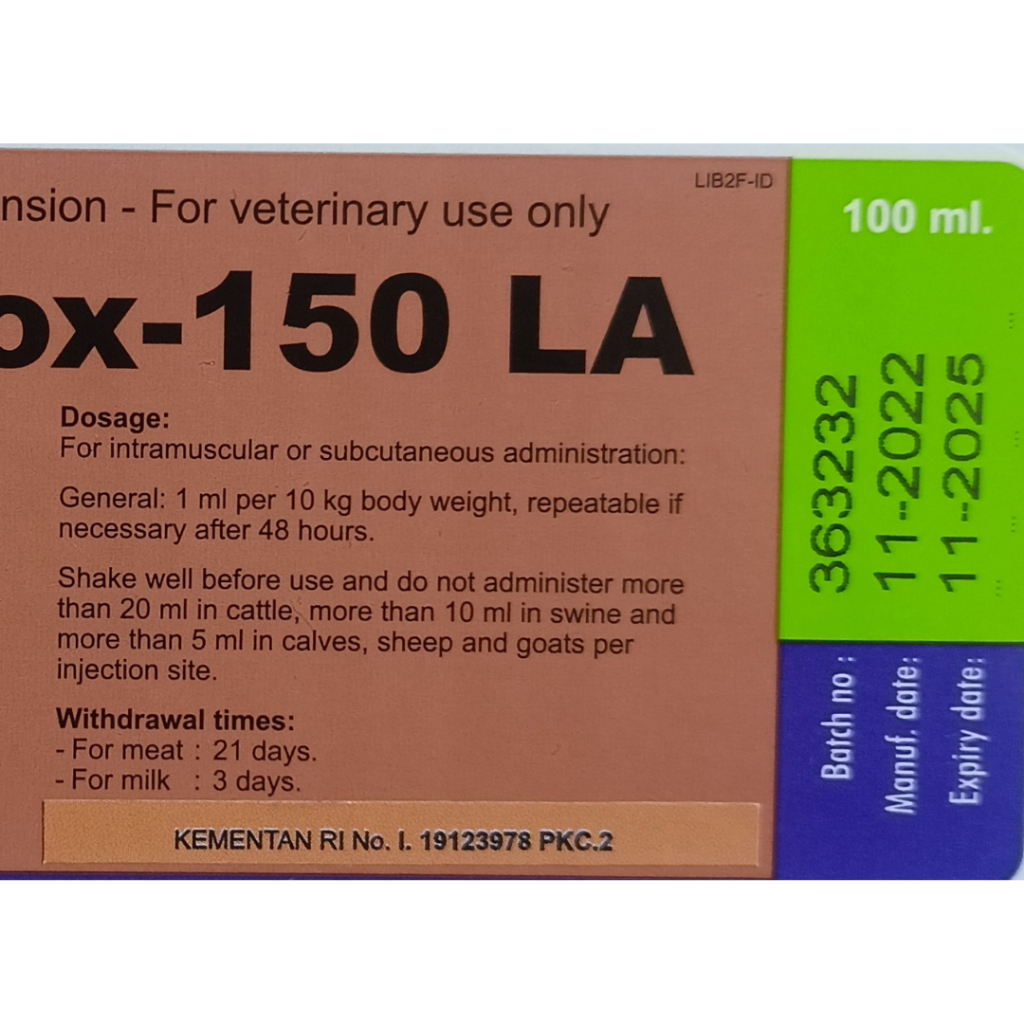 LIB2F-ID
nsion - For veterinary use only
ox-150 LA
Dosage:
For intramuscular or subcutaneous administration:
General: 1 ml per 10 kg body weight, repeatable if
necessary after 48 hours.
Shake well before use and do not administer more
than 20 ml in cattle, more than 10 ml in swine and
more than 5 ml in calves, sheep and goats per
injection site.
Withdrawal times:
- For meat : 21 days.
- For milk : 3 days.
KEMENTAN RI No. I. 19123978 PKC.2
100 ml.
Batch no : 363232
Manuf. date: 11-2022
Expiry date: 11-2025